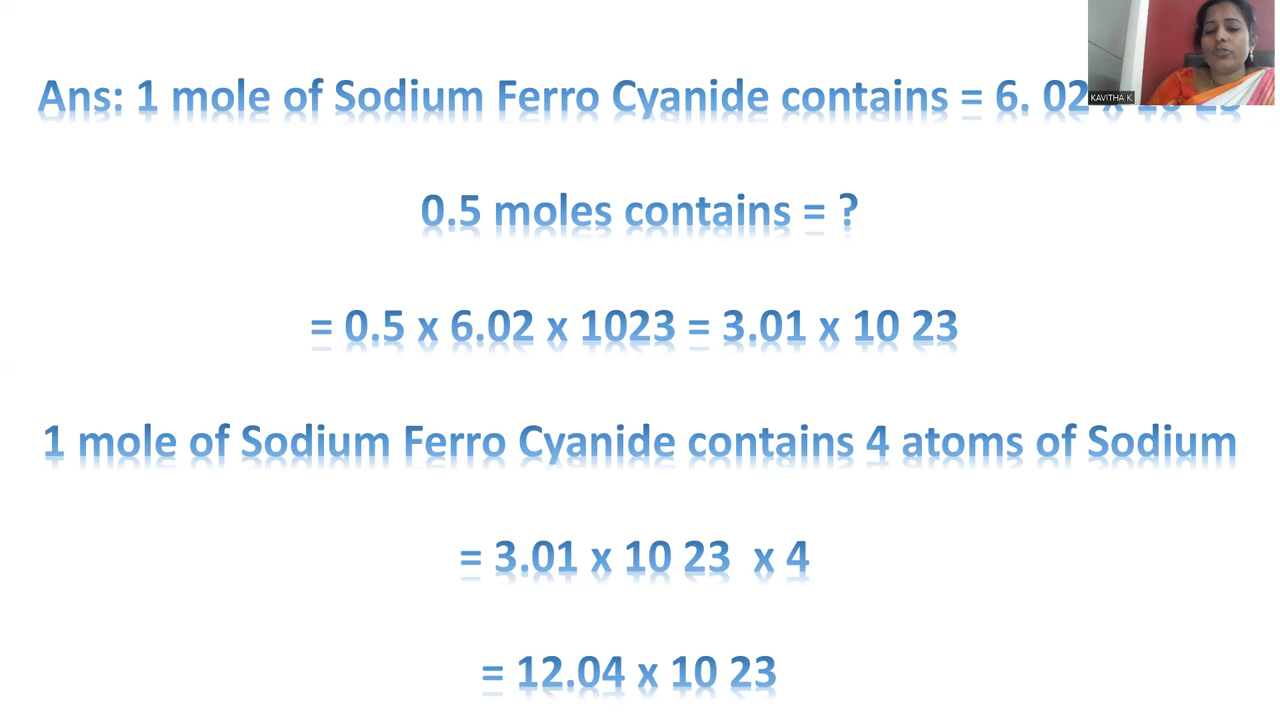 Ans: 1 mole of Sodium Ferro Cyanide contains = 6. 02 x 10 23
KAVITHA K
0.5 moles contains = ?
= 0.5 x 6.02 x 1023 = 3.01 x 10 23
1 mole of Sodium Ferro Cyanide contains 4 atoms of Sodium
= 3.01 x 10 23 x 4
= 12.04 x 10 23